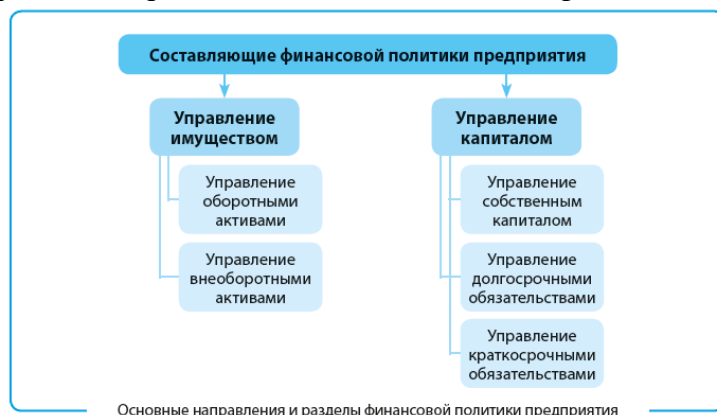 Составляющие финансовой политики предприятия
Управление
имуществом
Управление
оборотными
активами
Управление
внеоборотными
активами
Управление
капиталом
Управление
собственным
капиталом
Управление
долгосрочными
обязательствами
Управление
краткосрочными
обязательствами
Основные направления и разделы финансовой политики предприятия